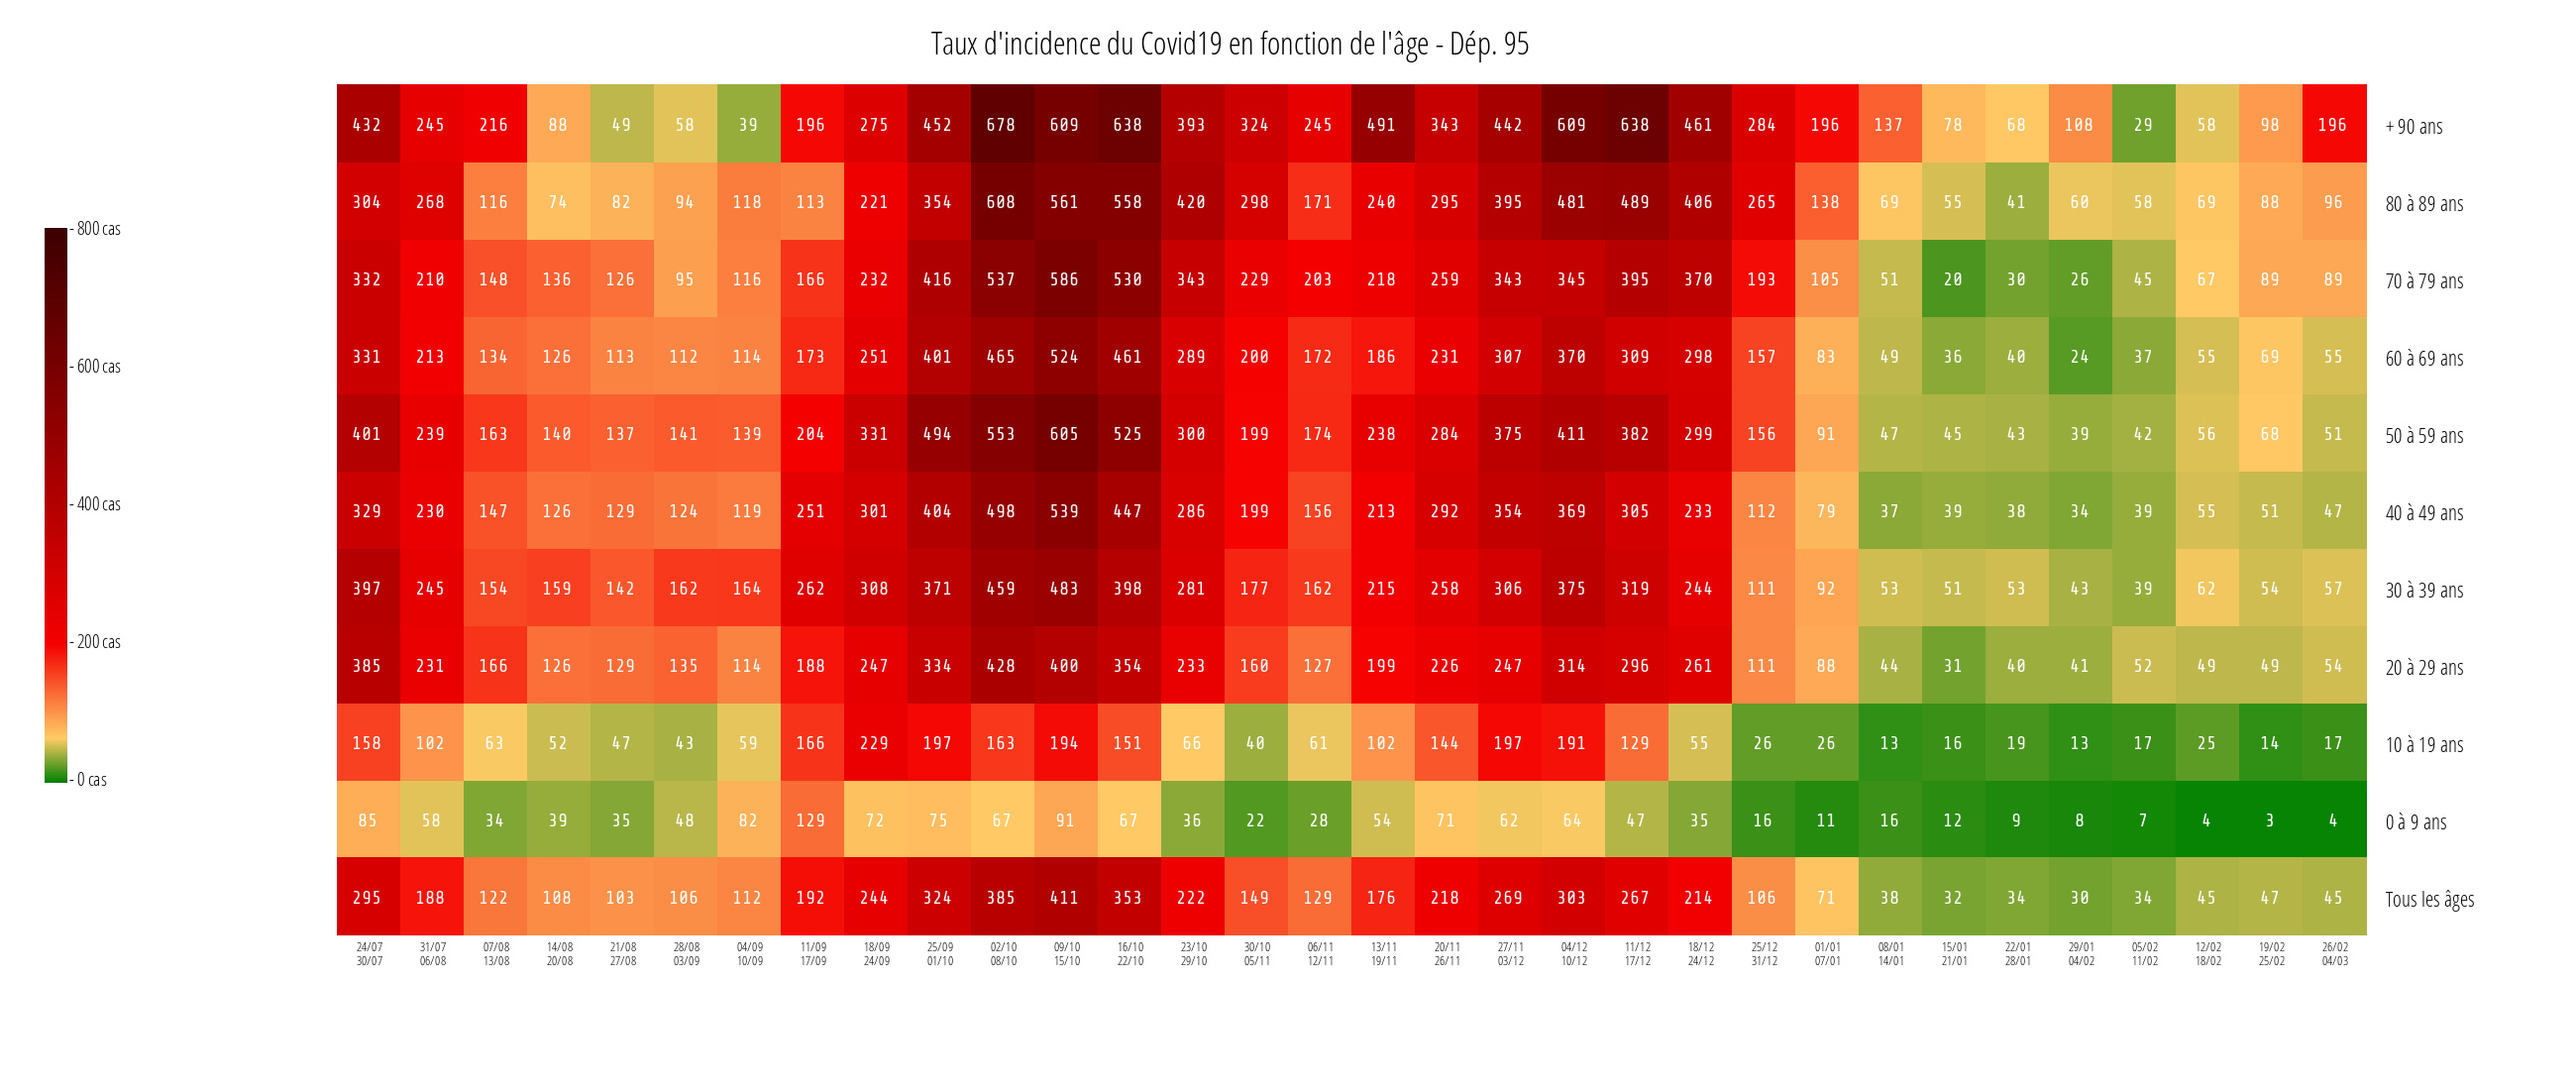 Taux d'incidence du Covid19 en fonction de l'âge - Dép. 95
- 800 cas
- 600 cas
- 400 cas
- 200 cas
- 0 cas
432 245 216 88 49 58 39 196 275 452 678 609 638 393 324 245 491 343 442 609 638 461 284 196 137 78 68 108 29 58 98 196 + 90 ans
304 268 116 74 82 94 118 113 221 354 608 561 558 420 298 171 240 295 395 481 489 406 265 138 69 55 41 60 58 69 88 96 80 à 89 ans
332 210 148 136 126 95 116 166 232 416 537 586 530 343 229 203 218 259 343 345 395 370 193 105 51 20 30 26 45 67 89 89 70 à 79 ans
331 213 134 126 113 112 114 173 251 401 465 524 461 289 200 172 186 231 307 370 309 298 157 83 49 36 40 24 37 55 69 55 60 à 69 ans
401 239 163 140 137 141 139 204 331 494 553 605 525 300 199 174 238 284 375 411 382 299 156 91 47 45 43 39 42 56 68 51 50 à 59 ans
329 230 147 126 129 124 119 251 301 404 498 539 447 286 199 156 213 292 354 369 305 233 112 79 37 39 38 34 39 55 51 47 40 à 49 ans
397 245 154 159 142 162 164 262 308 371 459 483 398 281 177 162 215 258 306 375 319 244 111 92 53 51 53 43 39 62 54 57 30 à 39 ans
385 231 166 126 129 135 114 188 247 334 428 400 354 233 160 127 199 226 247 314 296 261 111 88 44 31 40 41 52 49 49 54 20 à 29 ans
158 102 63 52 47 43 59 166 229 197 163 194 151 66 40 61 102 144 197 191 129 55 26 26 13 16 19 13 17 25 14 17 10 à 19 ans
85 58 34 39 35 48 82 129 72 75 67 91 67 36 22 28 54 71 62 64 47 35 16 11 16 12 9 8 7 4 3 4 0 à 9 ans
295 188 122 108 103 106 112 192 244 324 385 411 353 222 149 129 176 218 269 303 267 214 106 71 38 32 34 30 34 45 47 45 Tous les âges
24/07 31/07 07/08 14/08 21/08 28/08 04/09 11/09 18/09 25/09 02/10 09/10 16/10 23/10 30/10 06/11 13/11 20/11 27/11 04/12 11/12 18/12 25/12 01/01 08/01 15/01 22/01 29/01 05/02 12/02 19/02 26/02
30/07 06/08 13/08 20/08 27/08 03/09 10/09 17/09 24/09 01/10 08/10 15/10 22/10 29/10 05/11 12/11 19/11 26/11 03/12 10/12 17/12 24/12 31/12 07/01 14/01 21/01 28/01 04/02 11/02 18/02 25/02 04/03